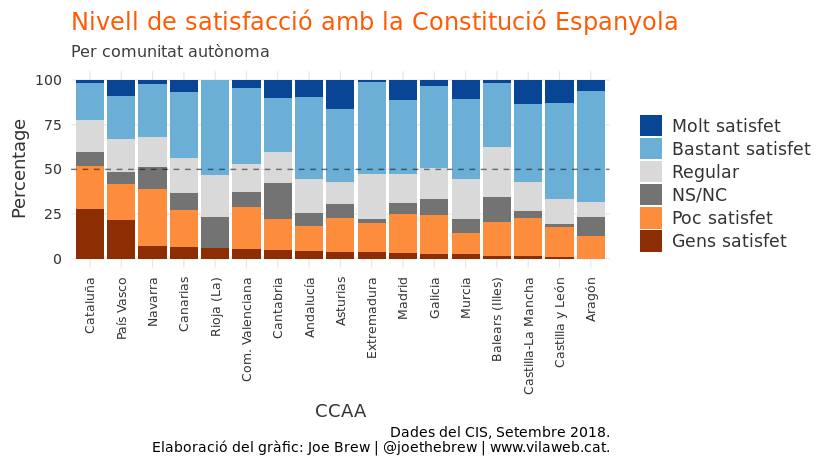 Nivell de satisfacció amb la Constitució Espanyola
Per comunitat autònoma
Percentage
100
75
50
25
0
Molt satisfet
Bastant satisfet
Regular
NS/NC
Poc satisfet
Gens satisfet
Cataluña
País Vasco
Navarra
Canarias
Rioja (La)
Com. Valenciana
Cantabria
Andalucía
Asturias
Extremadura
Madrid
Galicia
Murcia
Balears (Illes)
Castilla-La Mancha
Castilla y León
Aragón
CCAA
Dades del CIS, Setembre 2018.
Elaboració del gràfic: Joe Brew | @joethebrew | www.vilaweb.cat.